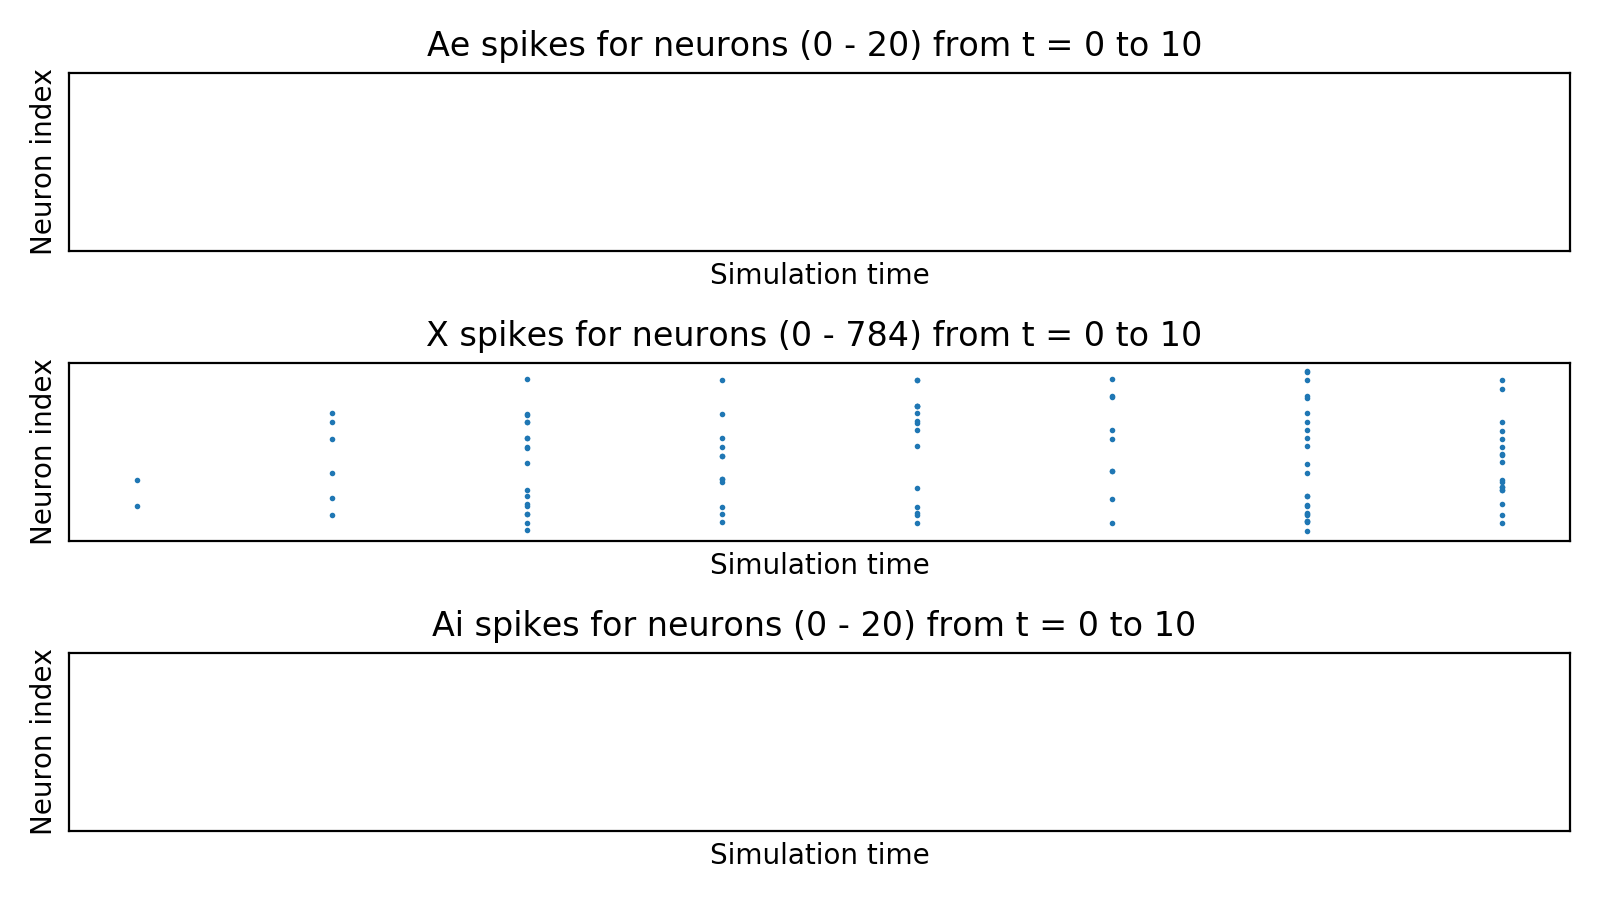 Ae spikes for neurons (0 - 20) from t = 0 to 10
Neuron index
Simulation time
X spikes for neurons (0 - 784) from t = 0 to 10
Neuron index
Simulation time
Ai spikes for neurons (0 - 20) from t = 0 to 10
Neuron index
Simulation time